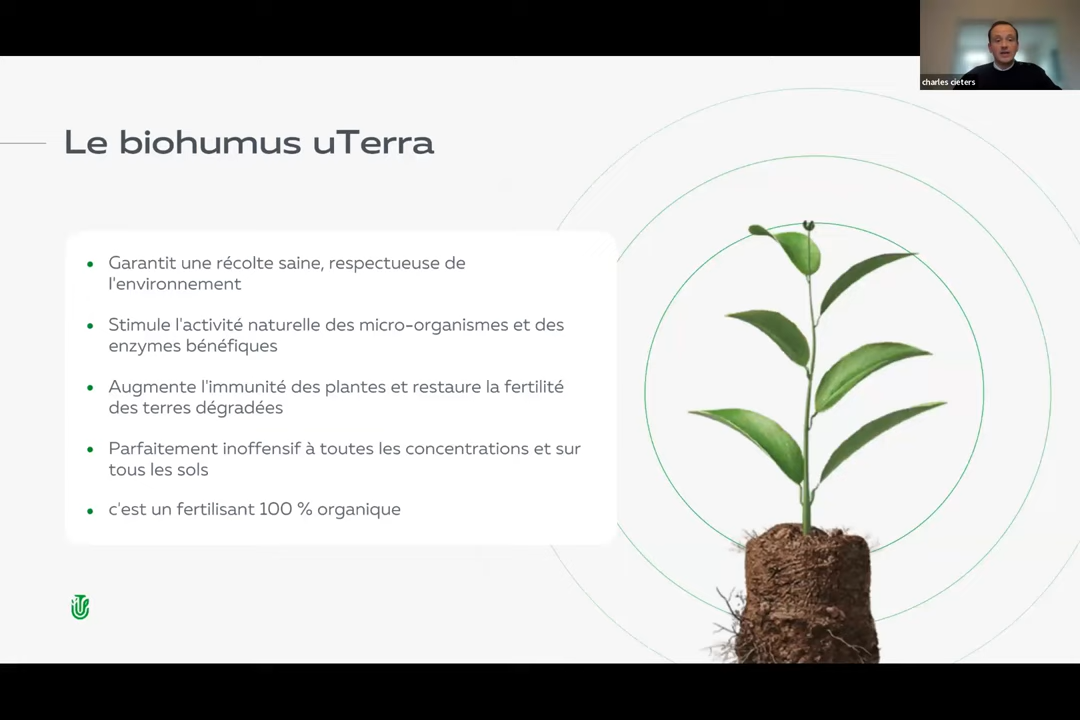 charles cieters
Le biohumus uTerra
Garantit une récolte saine, respectueuse de
l'environnement
Stimule l'activité naturelle des micro-organismes et des
enzymes bénéfiques
Augmente l'immunité des plantes et restaure la fertilité
des terres dégradées
Parfaitement inoffensif à toutes les concentrations et sur
tous les sols
c'est un fertilisant 100 % organique